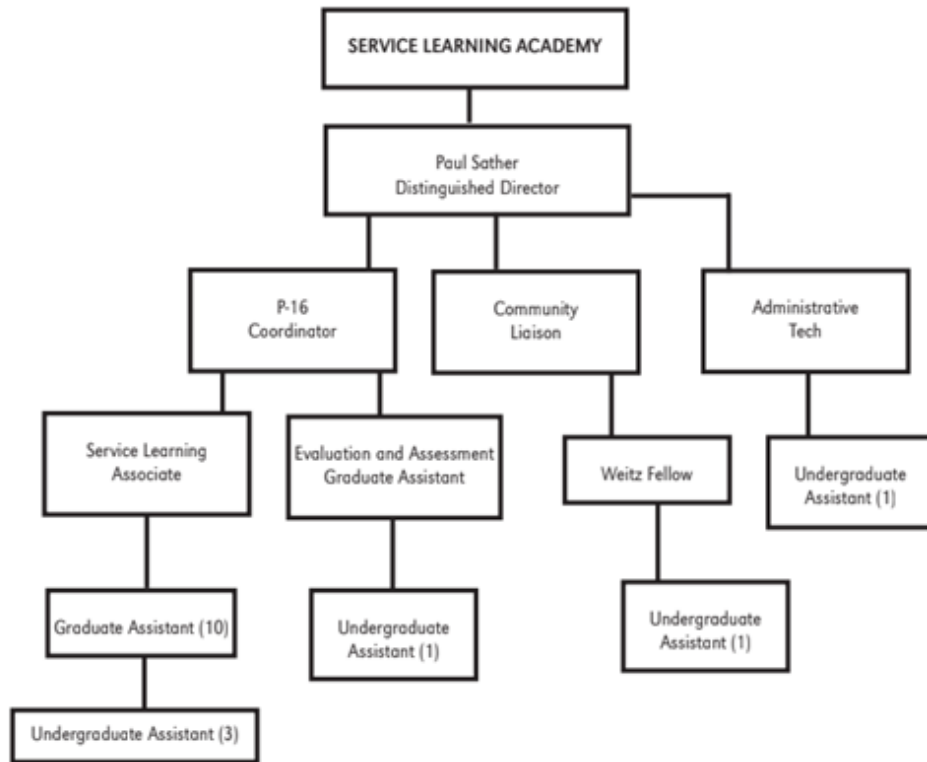 SERVICE LEARNING ACADEMY
Paul Sather
Distinguished Director
P-16
Coordinator
Community
Liaison
Administrative
Tech
Service Learning
Associate
Evaluation and Assessment
Graduate Assistant
Weitz Fellow
Undergraduate
Assistant (1)
Graduate Assistant (10)
Undergraduate
Assistant (1)
Undergraduate
Assistant (1)
Undergraduate Assistant (3)